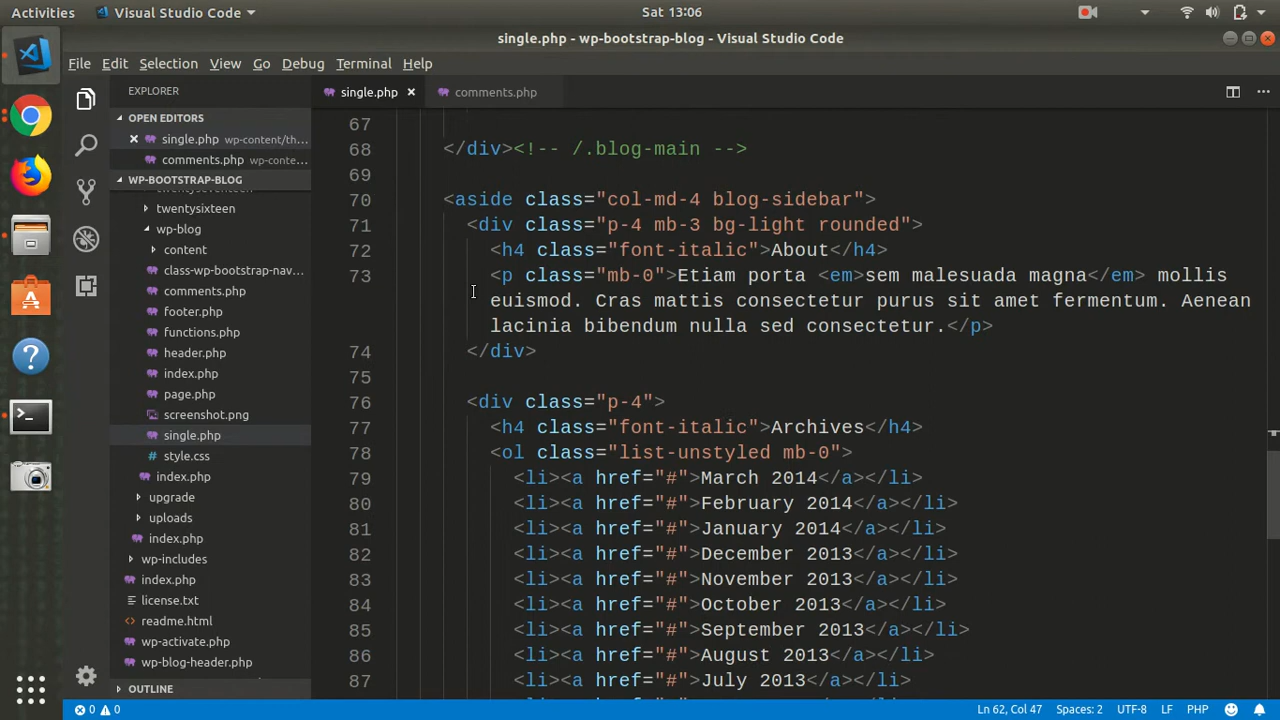 Activities Visual Studio Code Sat 13:06
single.php - wp-bootstrap-blog - Visual Studio Code
File Edit Selection View Go Debug Terminal Help
EXPLORER
OPEN EDITORS
single.php wp-content/th...
comments.php wp-conte...
WP-BOOTSTRAP-BLOG
twentysixteen
wp-blog
content
class-wp-bootstrap-nav...
comments.php
footer.php
functions.php
header.php
index.php
page.php
screenshot.png
single.php
style.css
index.php
upgrade
uploads
index.php
wp-includes
index.php
license.txt
readme.html
wp-activate.php
wp-blog-header.php
OUTLINE
single.php comments.php
67
68 </div><!-- /.blog-main -->
69
70 <aside class="col-md-4 blog-sidebar">
71 <div class="p-4 mb-3 bg-light rounded">
72 <h4 class="font-italic">About</h4>
73 <p class="mb-0">Etiam porta <em>sem malesuada magna</em> mollis
euismod. Cras mattis consectetur purus sit amet fermentum. Aenean
lacinia bibendum nulla sed consectetur.</p>
74 </div>
75
76 <div class="p-4">
77 <h4 class="font-italic">Archives</h4>
78 <ol class="list-unstyled mb-0">
79 <li><a href="#">March 2014</a></li>
80 <li><a href="#">February 2014</a></li>
81 <li><a href="#">January 2014</a></li>
82 <li><a href="#">December 2013</a></li>
83 <li><a href="#">November 2013</a></li>
84 <li><a href="#">October 2013</a></li>
85 <li><a href="#">September 2013</a></li>
86 <li><a href="#">August 2013</a></li>
87 <li><a href="#">July 2013</a></li>
0 0 Ln 62, Col 47 Spaces: 2 UTF-8 LF PHP